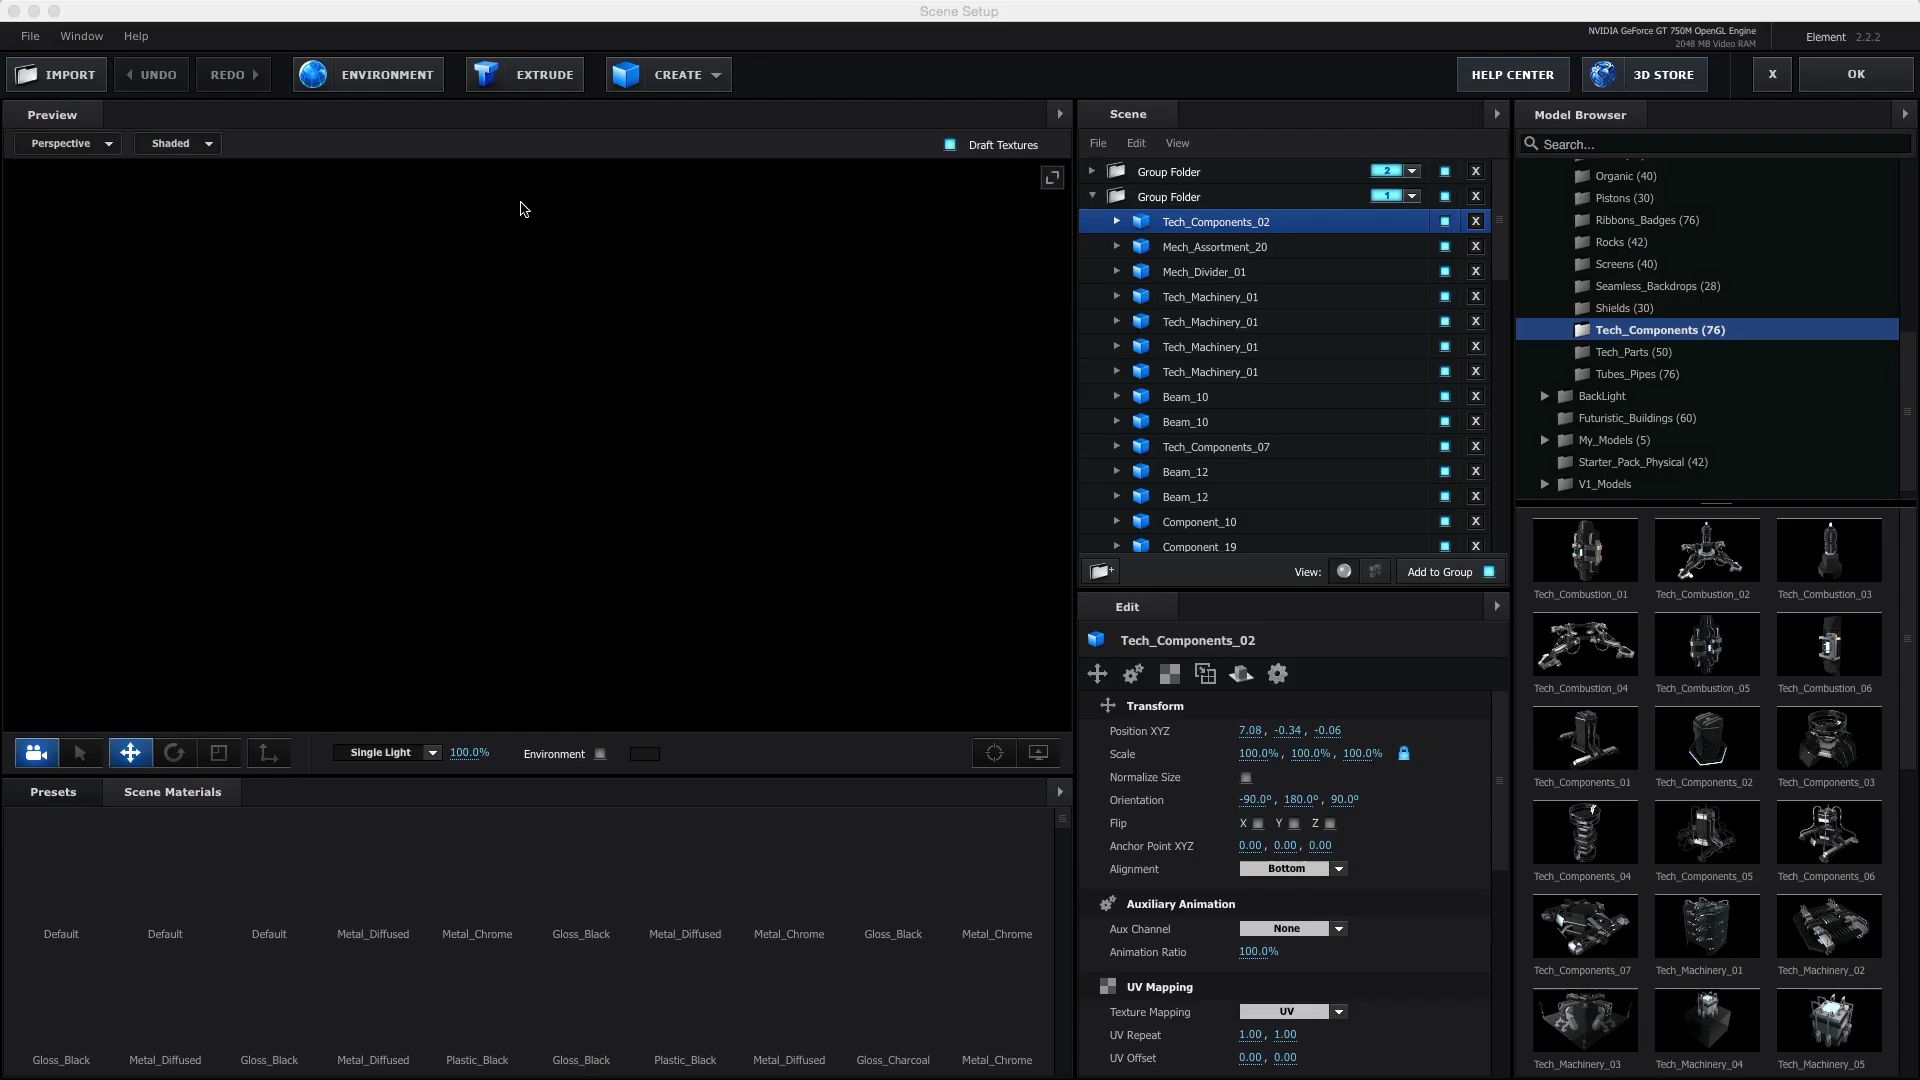 Scene Setup
File Window Help
NVIDIA GeForce GT 750M OpenGL Engine
2048 MB Video RAM
Element 2.2.2
IMPORT UNDO REDO ENVIRONMENT EXTRUDE CREATE HELP CENTER 3D STORE X OK
Preview
Perspective Shaded Draft Textures
Single Light 100.0% Environment
Presets Scene Materials
Default Default Default Metal_Diffused Metal_Chrome Gloss_Black Metal_Diffused Metal_Chrome Gloss_Black Metal_Chrome
Gloss_Black Metal_Diffused Gloss_Black Metal_Diffused Plastic_Black Gloss_Black Plastic_Black Metal_Diffused Gloss_Charcoal Metal_Chrome
Scene
File Edit View
Group Folder 2 X
Group Folder 1 X
Tech_Components_02 X
Mech_Assortment_20 X
Mech_Divider_01 X
Tech_Machinery_01 X
Tech_Machinery_01 X
Tech_Machinery_01 X
Tech_Machinery_01 X
Beam_10 X
Beam_10 X
Tech_Components_07 X
Beam_12 X
Beam_12 X
Component_10 X
Component_19 X
View: Add to Group
Edit
Tech_Components_02
Transform
Position XYZ 7.08, -0.34, -0.06
Scale 100.0%, 100.0%, 100.0%
Normalize Size
Orientation -90.0º, 180.0º, 90.0º
Flip X Y Z
Anchor Point XYZ 0.00, 0.00, 0.00
Alignment Bottom
Auxiliary Animation
Aux Channel None
Animation Ratio 100.0%
UV Mapping
Texture Mapping UV
UV Repeat 1.00, 1.00
UV Offset 0.00, 0.00
Model Browser
Search...
Organic (40)
Pistons (30)
Ribbons_Badges (76)
Rocks (42)
Screens (40)
Seamless_Backdrops (28)
Shields (30)
Tech_Components (76)
Tech_Parts (50)
Tubes_Pipes (76)
BackLight
Futuristic_Buildings (60)
My_Models (5)
Starter_Pack_Physical (42)
V1_Models
Tech_Combustion_01 Tech_Combustion_02 Tech_Combustion_03
Tech_Combustion_04 Tech_Combustion_05 Tech_Combustion_06
Tech_Components_01 Tech_Components_02 Tech_Components_03
Tech_Components_04 Tech_Components_05 Tech_Components_06
Tech_Components_07 Tech_Machinery_01 Tech_Machinery_02
Tech_Machinery_03 Tech_Machinery_04 Tech_Machinery_05